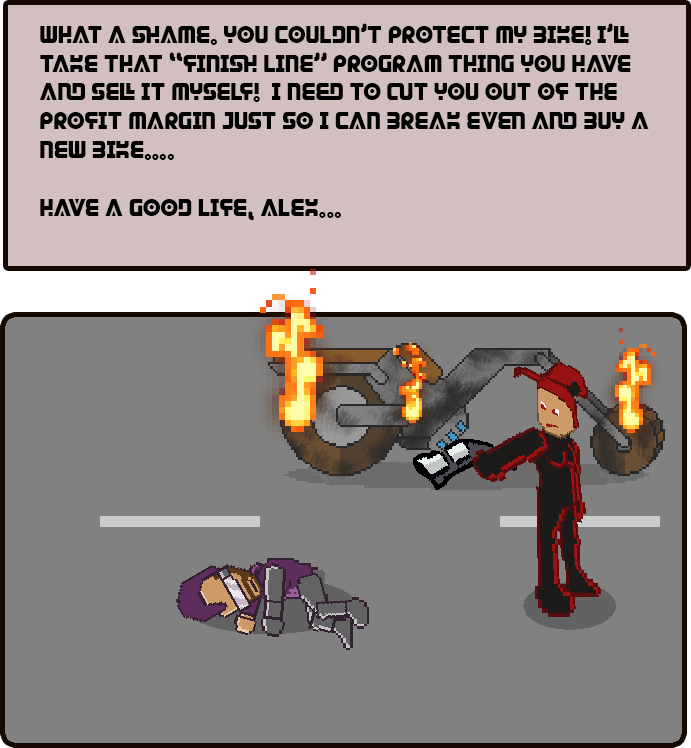 WHAT A SHAME. YOU COULDN'T PROTECT MY BIKE! I'LL
TAKE THAT "FINISH LINE" PROGRAM THING YOU HAVE
AND SELL IT MYSELF!  I NEED TO CUT YOU OUT OF THE
PROFIT MARGIN JUST SO I CAN BREAK EVEN AND BUY A
NEW BIKE....
HAVE A GOOD LIFE, ALEX...